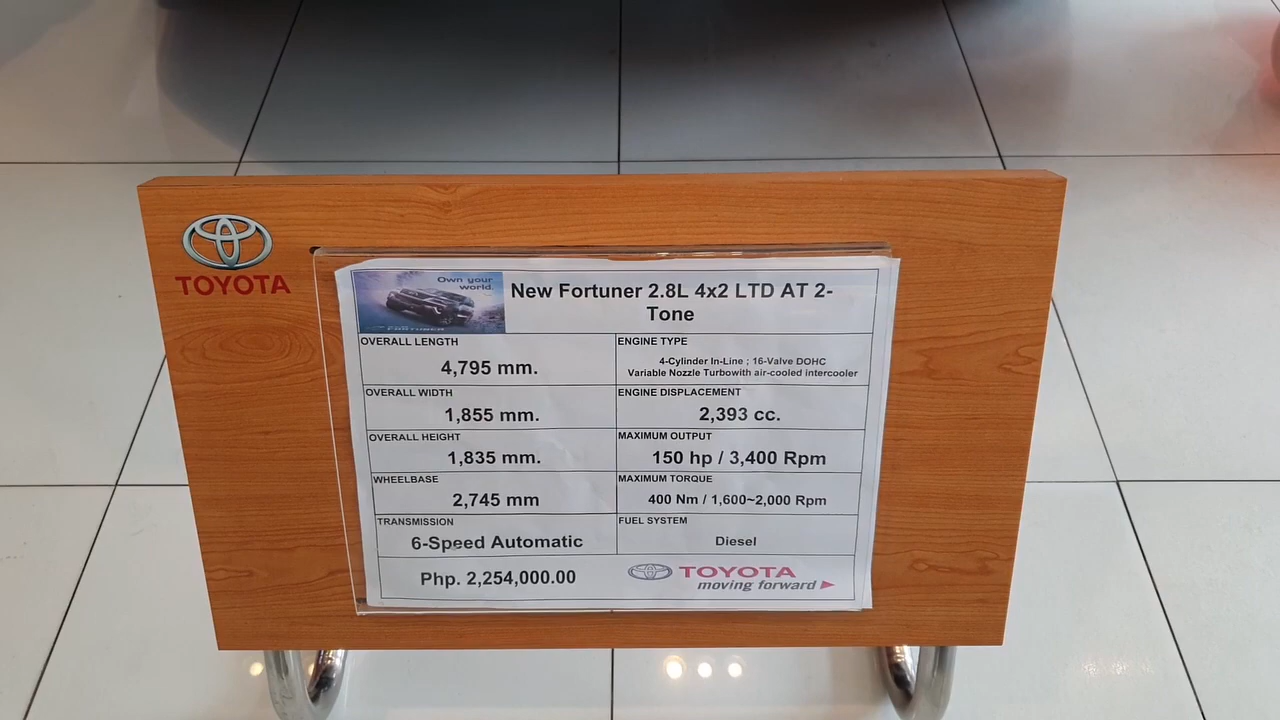 TOYOTA
Own your
world.
FORTUNER
New Fortuner 2.8L 4x2 LTD AT 2-
Tone
OVERALL LENGTH
4,795 mm.
ENGINE TYPE
4-Cylinder In-Line ; 16-Valve DOHC
Variable Nozzle Turbowith air-cooled intercooler
OVERALL WIDTH
1,855 mm.
ENGINE DISPLACEMENT
2,393 cc.
OVERALL HEIGHT
1,835 mm.
MAXIMUM OUTPUT
150 hp / 3,400 Rpm
WHEELBASE
2,745 mm
MAXIMUM TORQUE
400 Nm / 1,600~2,000 Rpm
TRANSMISSION
6-Speed Automatic
FUEL SYSTEM
Diesel
Php. 2,254,000.00
TOYOTA
moving forward